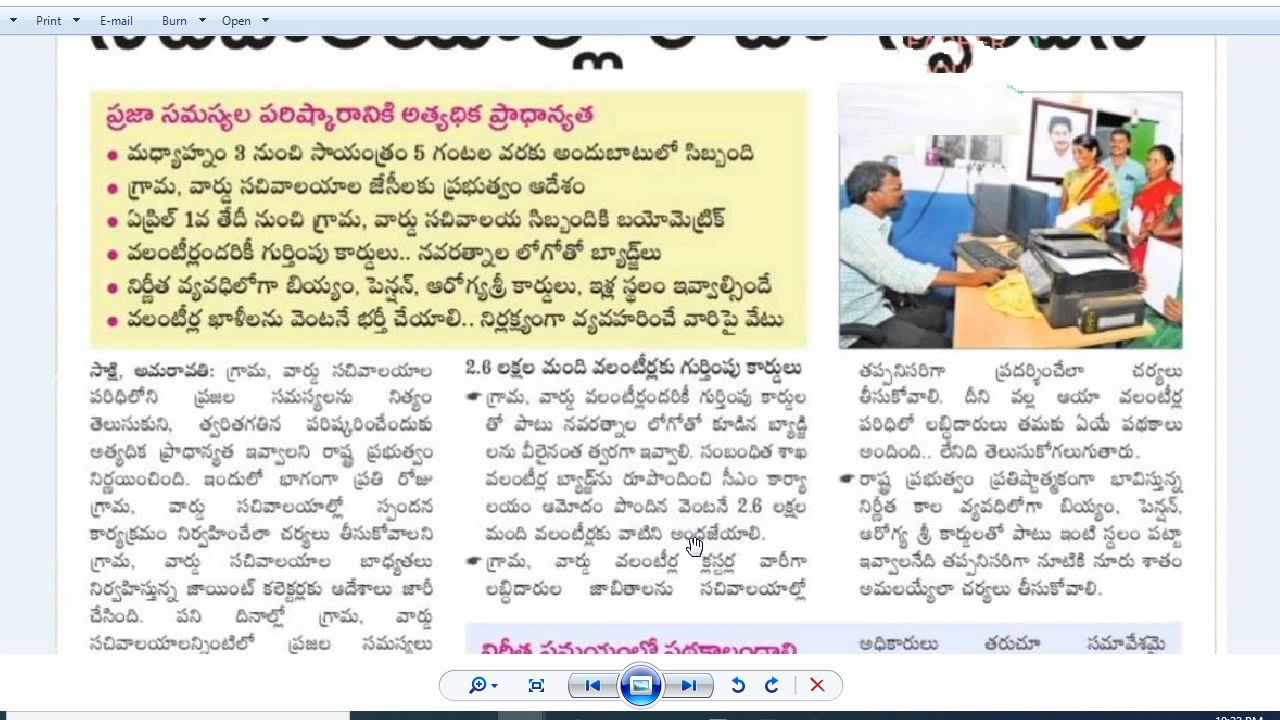 Print
E-mail
Burn
Open
ప్రజా సమస్యల పరిష్కారానికి అత్యధిక ప్రాధాన్యత
● మధ్యాహ్నం 3 నుంచి సాయంత్రం 5 గంటల వరకు అందుబాటులో సిబ్బంది
● గ్రామ, వార్డు సచివాలయాల జేసీలకు ప్రభుత్వం ఆదేశం
● ఏప్రిల్ 1వ తేదీ నుంచి గ్రామ, వార్డు సచివాలయ సిబ్బందికి బయోమెట్రిక్
● వలంటీర్లందరికీ గుర్తింపు కార్డులు.. నవరత్నాల లోగోతో బ్యాడ్జ్‌లు
● నిర్ణీత వ్యవధిలోగా బియ్యం, పెన్షన్, ఆరోగ్యశ్రీ కార్డులు, ఇళ్ల స్థలం ఇవ్వాల్సిందే
● వలంటీర్ల ఖాళీలను వెంటనే భర్తీ చేయాలి.. నిర్లక్ష్యంగా వ్యవహరించే వారిపై వేటు
సాక్షి, అమరావతి: గ్రామ, వార్డు సచివాలయాల
పరిధిలోని ప్రజల సమస్యలను నిత్యం
తెలుసుకుని, త్వరితగతిన పరిష్కరించేందుకు
అత్యధిక ప్రాధాన్యత ఇవ్వాలని రాష్ట్ర ప్రభుత్వం
నిర్ణయించింది. ఇందులో భాగంగా ప్రతి రోజు
గ్రామ, వార్డు సచివాలయాల్లో స్పందన
కార్యక్రమం నిర్వహించేలా చర్యలు తీసుకోవాలని
గ్రామ, వార్డు సచివాలయాల బాధ్యతలు
నిర్వహిస్తున్న జాయింట్ కలెక్టర్లకు ఆదేశాలు జారీ
చేసింది. పని దినాల్లో గ్రామ, వార్డు
సచివాలయాలన్నింటిలో ప్రజల సమస్యలు
2.6 లక్షల మంది వలంటీర్లకు గుర్తింపు కార్డులు
గ్రామ, వార్డు వలంటీర్లందరికీ గుర్తింపు కార్డుల
తో పాటు నవరత్నాల లోగోతో కూడిన బ్యాడ్జి
లను వీలైనంత త్వరగా ఇవ్వాలి. సంబంధిత శాఖ
వలంటీర్ల బ్యాడ్జ్‌ను రూపొందించి సీఎం కార్యా
లయం ఆమోదం పొందిన వెంటనే 2.6 లక్షల
మంది వలంటీర్లకు వాటిని అందజేయాలి.
గ్రామ, వార్డు వలంటీర్ల క్లస్టర్ల వారీగా
లబ్ధిదారుల జాబితాలను సచివాలయాల్లో
నిర్ణీత సమయంలో పథకాలందాలి
తప్పనిసరిగా ప్రదర్శించేలా చర్యలు
తీసుకోవాలి. దీని వల్ల ఆయా వలంటీర్ల
పరిధిలో లబ్ధిదారులు తమకు ఏయే పథకాలు
అందింది.. లేనిది తెలుసుకోగలుగుతారు.
రాష్ట్ర ప్రభుత్వం ప్రతిష్టాత్మకంగా భావిస్తున్న
నిర్ణీత కాల వ్యవధిలోగా బియ్యం, పెన్షన్,
ఆరోగ్య శ్రీ కార్డులతో పాటు ఇంటి స్థలం పట్టా
ఇవ్వాలనేది తప్పనిసరిగా నూటికి నూరు శాతం
అమలయ్యేలా చర్యలు తీసుకోవాలి.
అధికారులు తరుచూ సమావేశమై